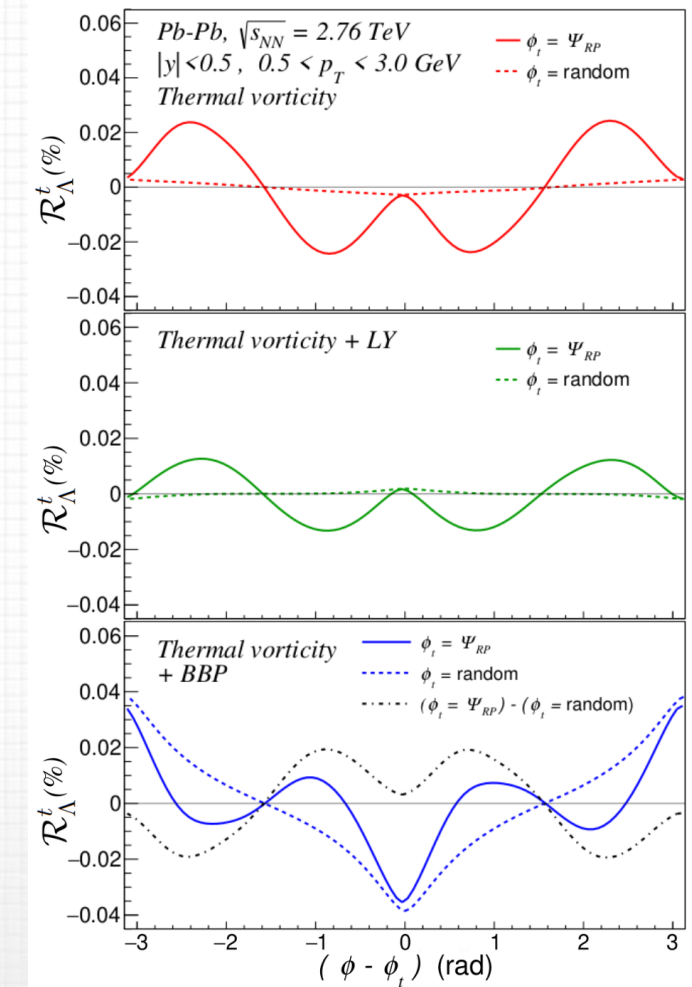 Pb-Pb, √s_NN = 2.76 TeV
|y|<0.5 , 0.5 < p_T < 3.0 GeV
Thermal vorticity
ϕ_t = Ψ_RP
ϕ_t = random
R^t_Λ(%)
0.06
0.04
0.02
0
−0.02
−0.04
Thermal vorticity + LY
ϕ_t = Ψ_RP
ϕ_t = random
R^t_Λ(%)
0.06
0.04
0.02
0
−0.02
−0.04
Thermal vorticity
+ BBP
ϕ_t = Ψ_RP
ϕ_t = random
(ϕ_t = Ψ_RP) - (ϕ_t = random)
R^t_Λ(%)
0.06
0.04
0.02
0
−0.02
−0.04
−3 −2 −1 0 1 2 3
( ϕ - ϕ_t ) (rad)